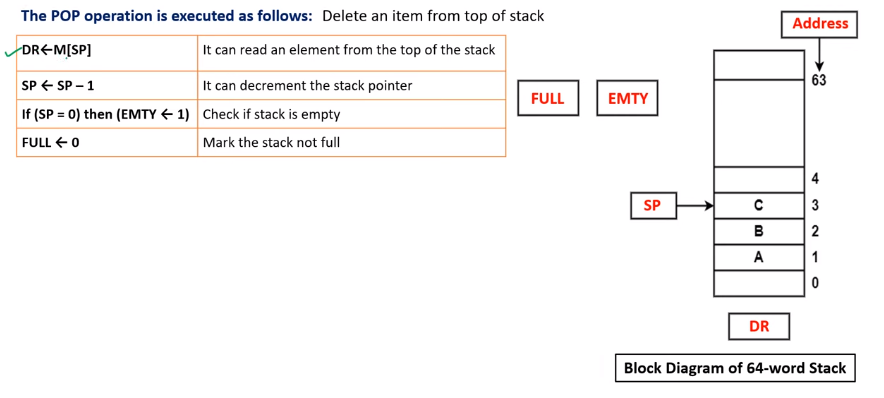 The POP operation is executed as follows: Delete an item from top of stack
DR←M[SP] It can read an element from the top of the stack
SP ← SP – 1 It can decrement the stack pointer
If (SP = 0) then (EMTY ← 1) Check if stack is empty
FULL ← 0 Mark the stack not full
FULL EMTY
Address
63
4
SP C 3
B 2
A 1
0
DR
Block Diagram of 64-word Stack